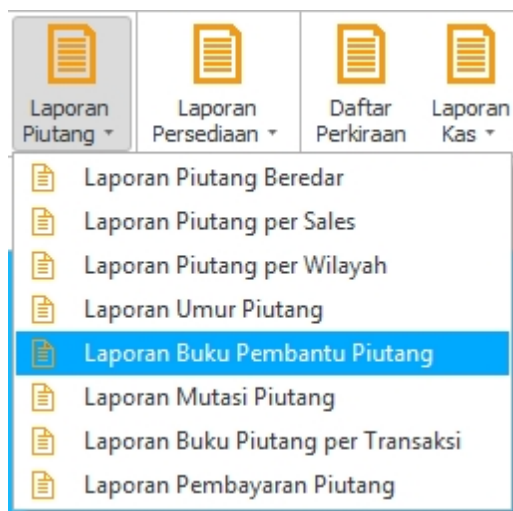 Laporan
Piutang
Laporan
Persediaan
Daftar
Perkiraan
Laporan
Kas
Laporan Piutang Beredar
Laporan Piutang per Sales
Laporan Piutang per Wilayah
Laporan Umur Piutang
Laporan Buku Pembantu Piutang
Laporan Mutasi Piutang
Laporan Buku Piutang per Transaksi
Laporan Pembayaran Piutang